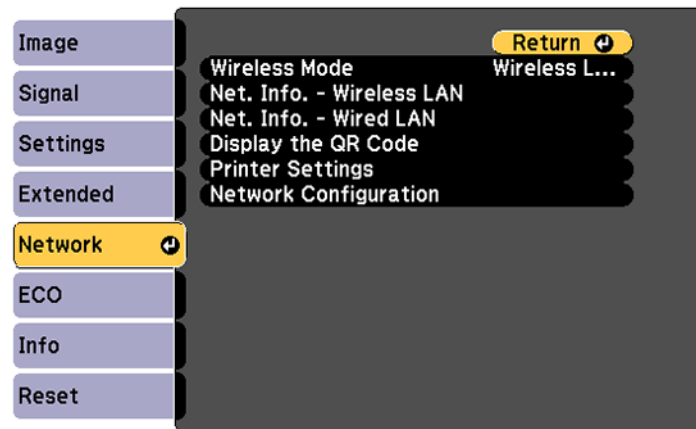 Image
Signal
Settings
Extended
Network
ECO
Info
Reset
Return
Wireless Mode Wireless L...
Net. Info. - Wireless LAN
Net. Info. - Wired LAN
Display the QR Code
Printer Settings
Network Configuration